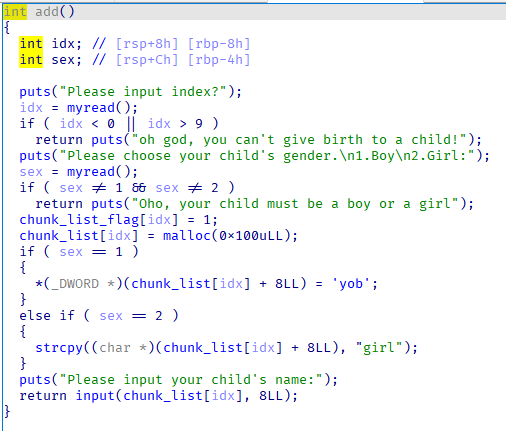 int add()
{
  int idx; // [rsp+8h] [rbp-8h]
  int sex; // [rsp+Ch] [rbp-4h]

  puts("Please input index?");
  idx = myread();
  if ( idx < 0 || idx > 9 )
    return puts("oh god, you can't give birth to a child!");
  puts("Please choose your child's gender.\n1.Boy\n2.Girl:");
  sex = myread();
  if ( sex != 1 && sex != 2 )
    return puts("Oho, your child must be a boy or a girl");
  chunk_list_flag[idx] = 1;
  chunk_list[idx] = malloc(0x100uLL);
  if ( sex == 1 )
  {
    *(_DWORD *)(chunk_list[idx] + 8LL) = 'yob';
  }
  else if ( sex == 2 )
  {
    strcpy((char *)(chunk_list[idx] + 8LL), "girl");
  }
  puts("Please input your child's name:");
  return input(chunk_list[idx], 8LL);
}